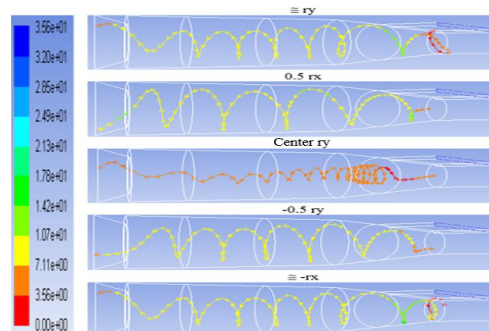 ≅ ry
3.56e+01
3.20e+01
2.85e+01
2.49e+01
2.13e+01
1.78e+01
1.42e+01
1.07e+01
7.11e+00
3.56e+00
0.00e+00
0.5 rx
Center ry
-0.5 ry
≅ -rx